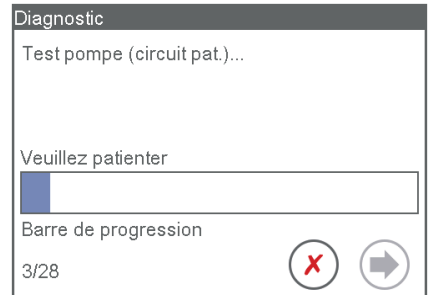 Diagnostic
Test pompe (circuit pat.)...
Veuillez patienter
Barre de progression
3/28